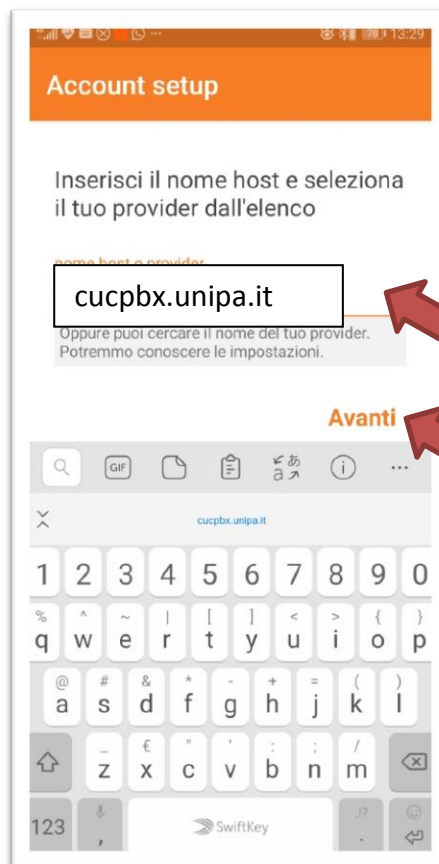 78 13:29
Account setup
Inserisci il nome host e seleziona
il tuo provider dall'elenco
nome host o provider
cucpbx.unipa.it
Oppure puoi cercare il nome del tuo provider.
Potremmo conoscere le impostazioni.
Avanti
GIF
cucpbx.unipa.it
1 2 3 4 5 6 7 8 9 0
% ^ ~ | [ ] < > { }
q w e r t y u i o p
@ # & * - + = ( )
a s d f g h j k l
_ € " ' : ; /
z x c v b n m
123 , SwiftKey .